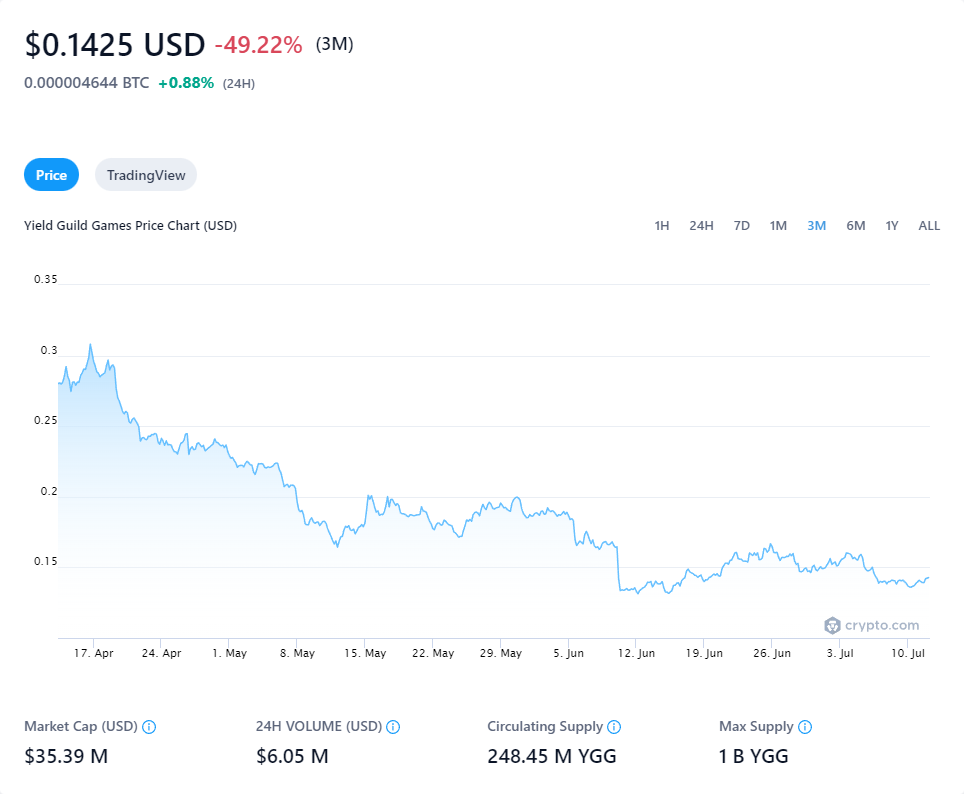 $0.1425 USD -49.22% (3M)
0.000004644 BTC +0.88% (24H)
Price TradingView
Yield Guild Games Price Chart (USD) 1H 24H 7D 1M 3M 6M 1Y ALL
0.35
0.3
0.25
0.2
0.15
crypto.com
17. Apr 24. Apr 1. May 8. May 15. May 22. May 29. May 5. Jun 12. Jun 19. Jun 26. Jun 3. Jul 10. Jul
Market Cap (USD) 24H VOLUME (USD) Circulating Supply Max Supply
$35.39 M $6.05 M 248.45 M YGG 1 B YGG